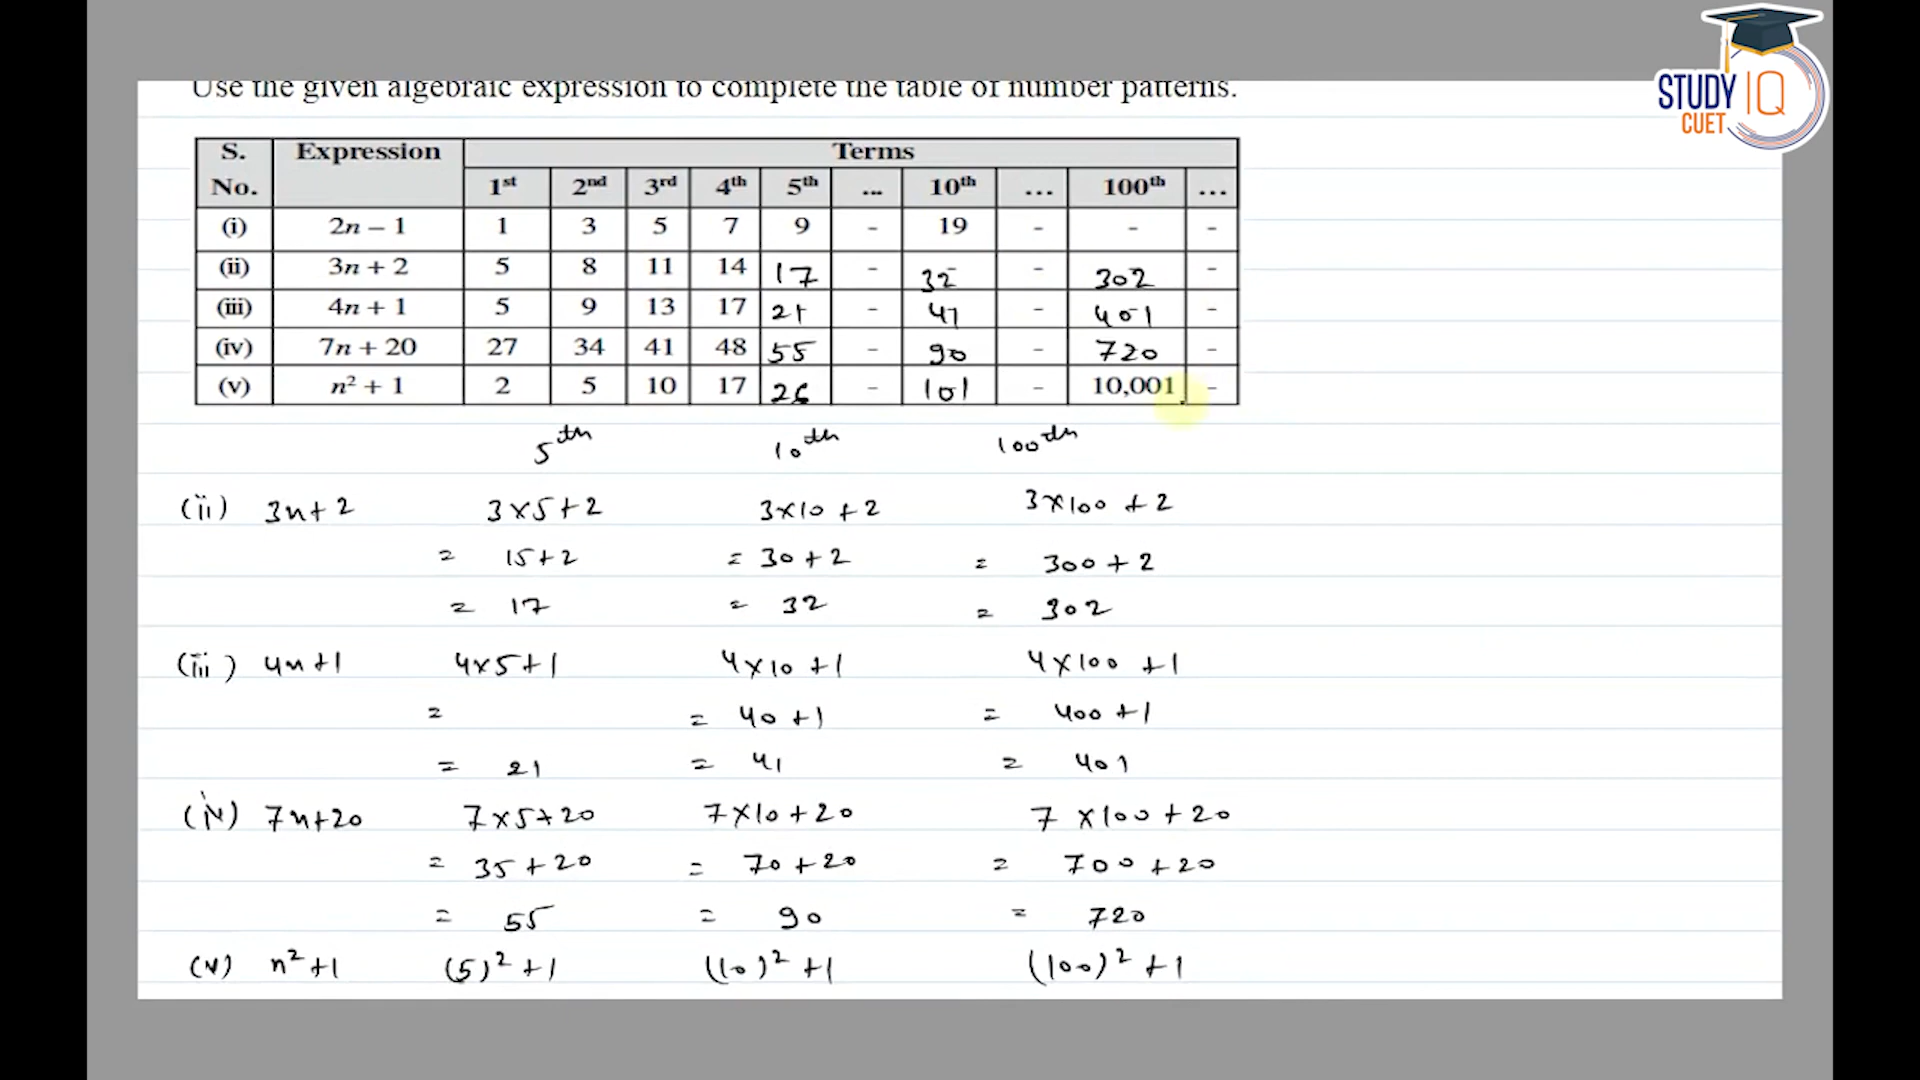 STUDY IQ
CUET
Use the given algebraic expression to complete the table of number patterns.
S. No. Expression Terms
1st 2nd 3rd 4th 5th ... 10th ... 100th ...
(i) 2n – 1 1 3 5 7 9 - 19 - - -
(ii) 3n + 2 5 8 11 14 17 - 32 - 302 -
(iii) 4n + 1 5 9 13 17 21 - 41 - 401 -
(iv) 7n + 20 27 34 41 48 55 - 90 - 720 -
(v) n² + 1 2 5 10 17 26 - 101 - 10,001 -
5th 10th 100th
(ii) 3n+2 3×5+2 3×10+2 3×100+2
= 15+2 = 30+2 = 300+2
= 17 = 32 = 302
(iii) 4n+1 4×5+1 4×10+1 4×100+1
= = 40+1 = 400+1
= 21 = 41 = 401
(iv) 7n+20 7×5+20 7×10+20 7×100+20
= 35+20 = 70+20 = 700+20
= 55 = 90 = 720
(v) n²+1 (5)²+1 (10)²+1 (100)²+1